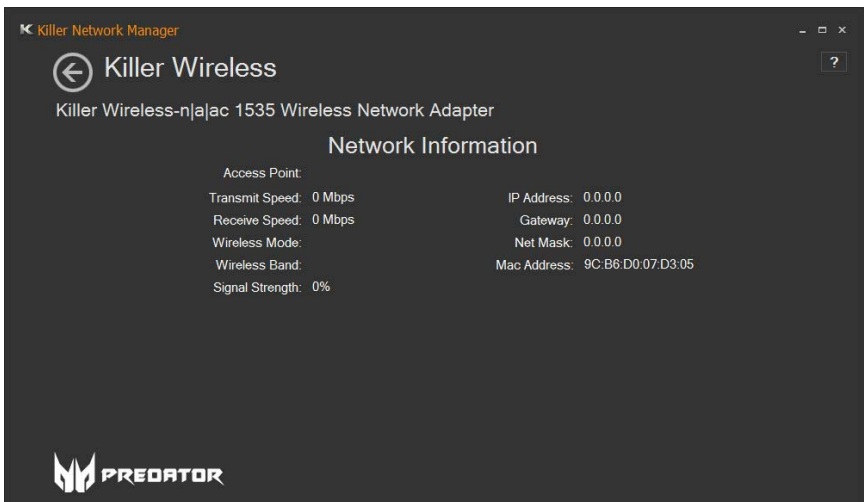 Killer Network Manager
?
Killer Wireless
Killer Wireless-n|a|ac 1535 Wireless Network Adapter
Network Information
Access Point:
Transmit Speed: 0 Mbps
Receive Speed: 0 Mbps
Wireless Mode:
Wireless Band:
Signal Strength: 0%
IP Address: 0.0.0.0
Gateway: 0.0.0.0
Net Mask: 0.0.0.0
Mac Address: 9C:B6:D0:07:D3:05
PREDATOR